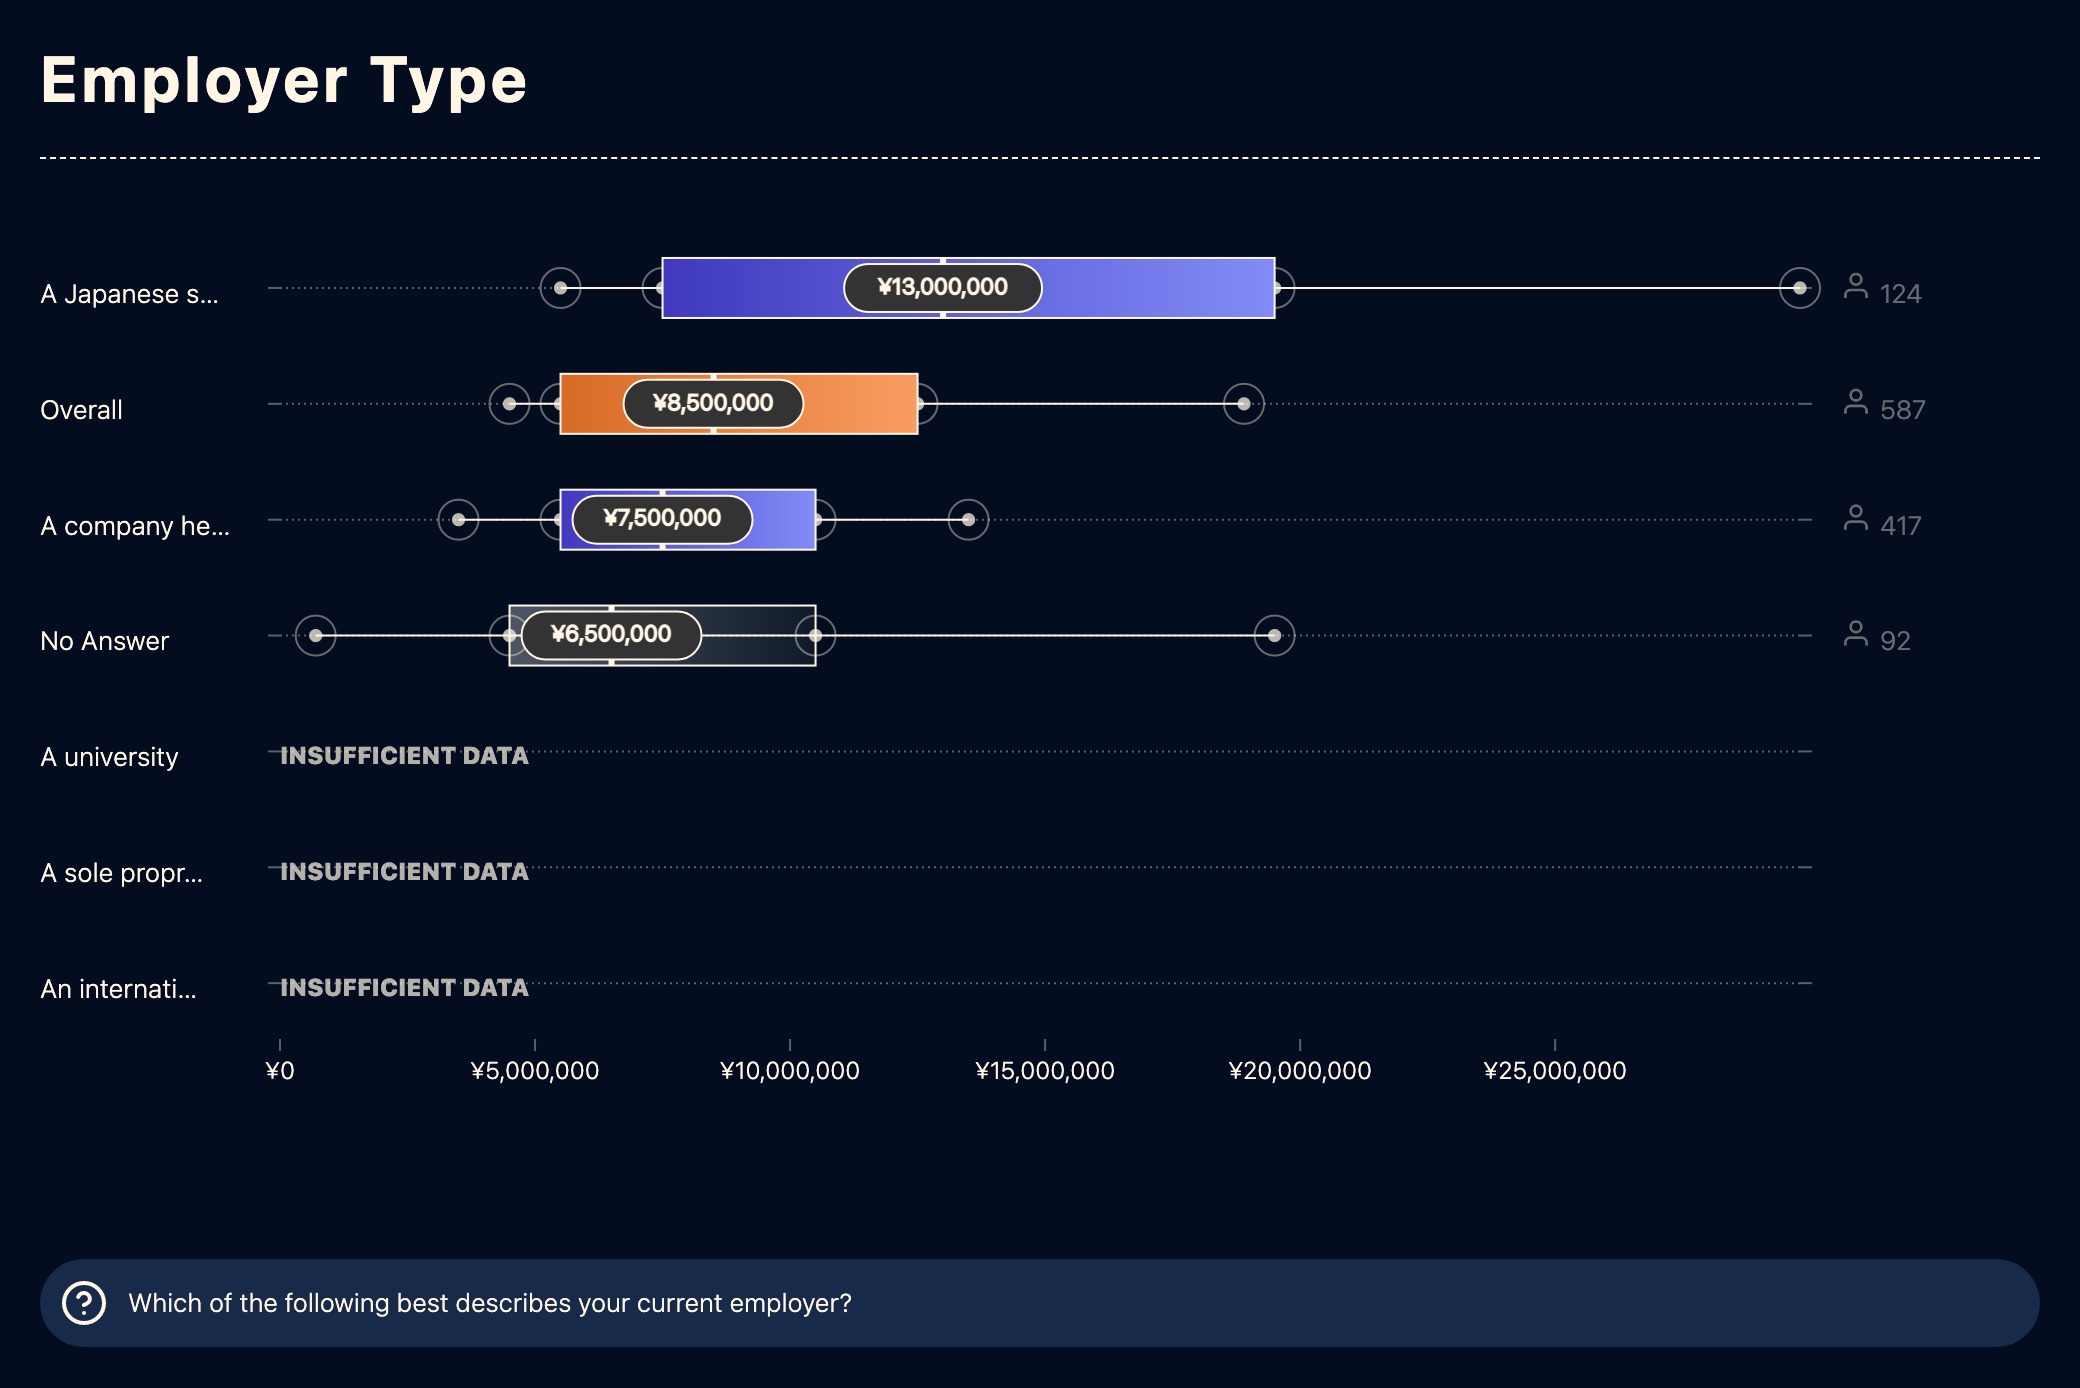 Employer Type
A Japanese s...
¥13,000,000
124
Overall
¥8,500,000
587
A company he...
¥7,500,000
417
No Answer
¥6,500,000
92
A university
INSUFFICIENT DATA
A sole propr...
INSUFFICIENT DATA
An internati...
INSUFFICIENT DATA
¥0 ¥5,000,000 ¥10,000,000 ¥15,000,000 ¥20,000,000 ¥25,000,000
Which of the following best describes your current employer?